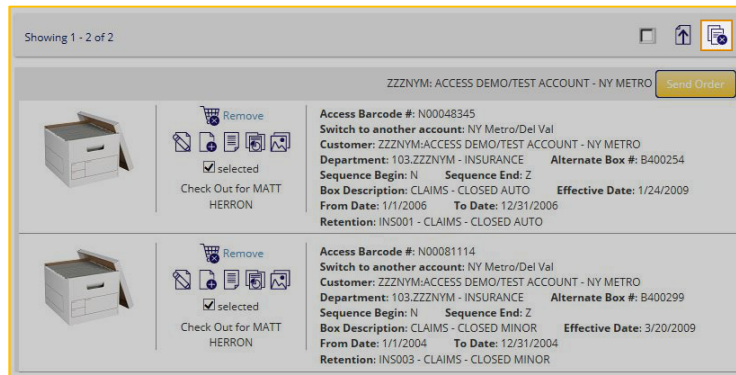 Showing 1 - 2 of 2
ZZZNYM: ACCESS DEMO/TEST ACCOUNT - NY METRO Send Order
Remove
selected
Check Out for MATT
HERRON
Access Barcode #: N00048345
Switch to another account: NY Metro/Del Val
Customer: ZZZNYM:ACCESS DEMO/TEST ACCOUNT - NY METRO
Department: 103.ZZZNYM - INSURANCE Alternate Box #: B400254
Sequence Begin: N Sequence End: Z
Box Description: CLAIMS - CLOSED AUTO Effective Date: 1/24/2009
From Date: 1/1/2006 To Date: 12/31/2006
Retention: INS001 - CLAIMS - CLOSED AUTO
Remove
selected
Check Out for MATT
HERRON
Access Barcode #: N00081114
Switch to another account: NY Metro/Del Val
Customer: ZZZNYM:ACCESS DEMO/TEST ACCOUNT - NY METRO
Department: 103.ZZZNYM - INSURANCE Alternate Box #: B400299
Sequence Begin: N Sequence End: Z
Box Description: CLAIMS - CLOSED MINOR Effective Date: 3/20/2009
From Date: 1/1/2004 To Date: 12/31/2004
Retention: INS003 - CLAIMS - CLOSED MINOR